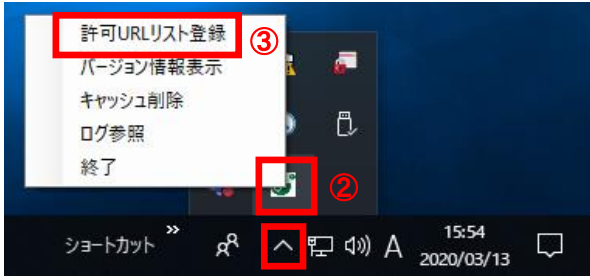 許可URLリスト登録
③
バージョン情報表示
キャッシュ削除
ログ参照
終了
②
ショートカット
»
A
15:54
2020/03/13